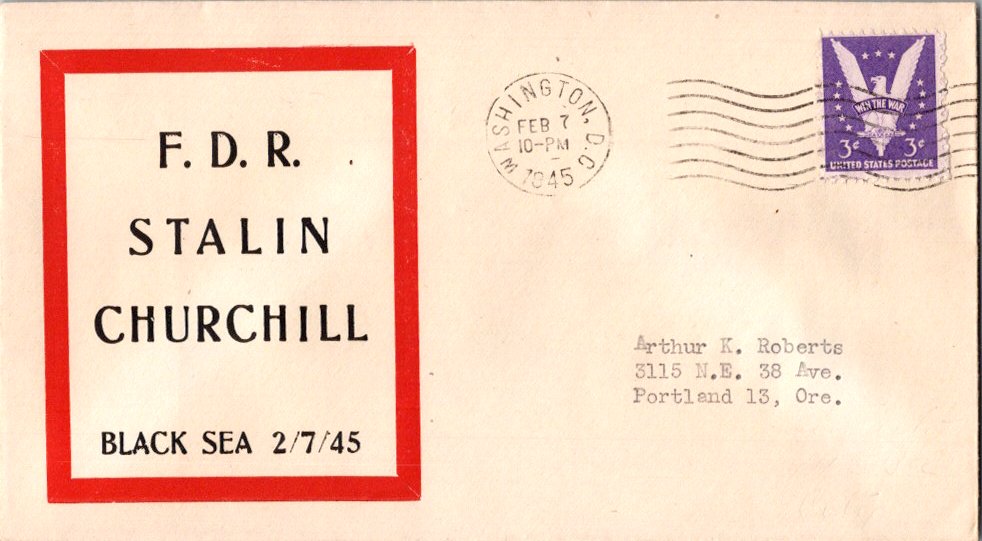 F. D. R.
STALIN
CHURCHILL
BLACK SEA 2/7/45
WASHINGTON, D.C.
FEB 7
10-PM
1945
WIN THE WAR
3¢ 3¢
UNITED STATES POSTAGE
Arthur K. Roberts
3115 N.E. 38 Ave.
Portland 13, Ore.